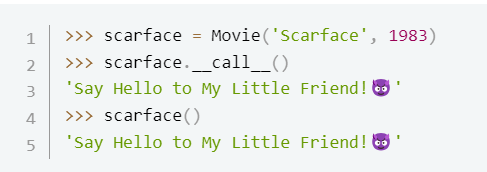 1 >>> scarface = Movie('Scarface', 1983)
2 >>> scarface.__call__()
3 'Say Hello to My Little Friend!😈'
4 >>> scarface()
5 'Say Hello to My Little Friend!😈'